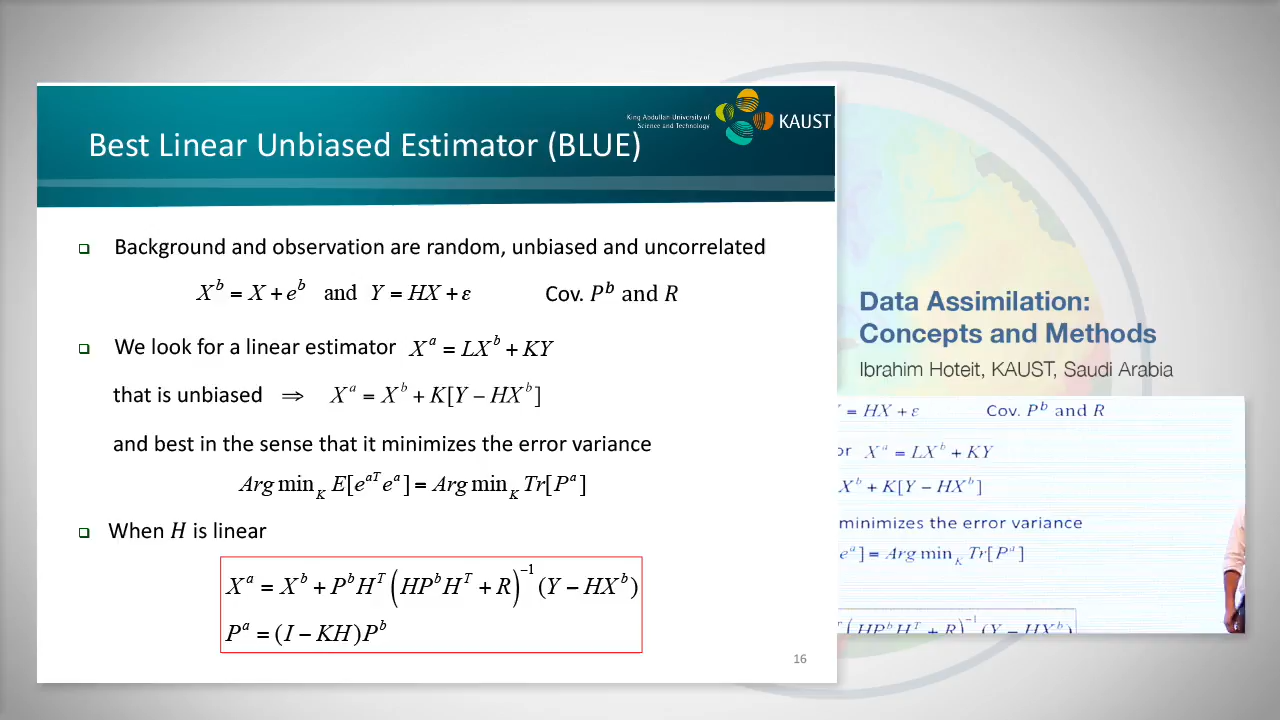 King Abdullah University of
Science and Technology
KAUST
Best Linear Unbiased Estimator (BLUE)
Background and observation are random, unbiased and uncorrelated
X^b = X + e^b and Y = HX + ε Cov. P^b and R
We look for a linear estimator X^a = LX^b + KY
that is unbiased ⇒ X^a = X^b + K[Y − HX^b]
and best in the sense that it minimizes the error variance
Arg min_K E[e^{aT} e^a] = Arg min_K Tr[P^a]
When H is linear
X^a = X^b + P^b H^T (HP^b H^T + R)^{−1} (Y − HX^b)
P^a = (I − KH)P^b
16
Data Assimilation:
Concepts and Methods
Ibrahim Hoteit, KAUST, Saudi Arabia
= HX + ε Cov. P^b and R
or X^a = LX^b + KY
X^b + K[Y − HX^b]
minimizes the error variance
e^a] = Arg min_K Tr[P^a]
^T (HP^b H^T + R)^{−1} (Y − HX^b)